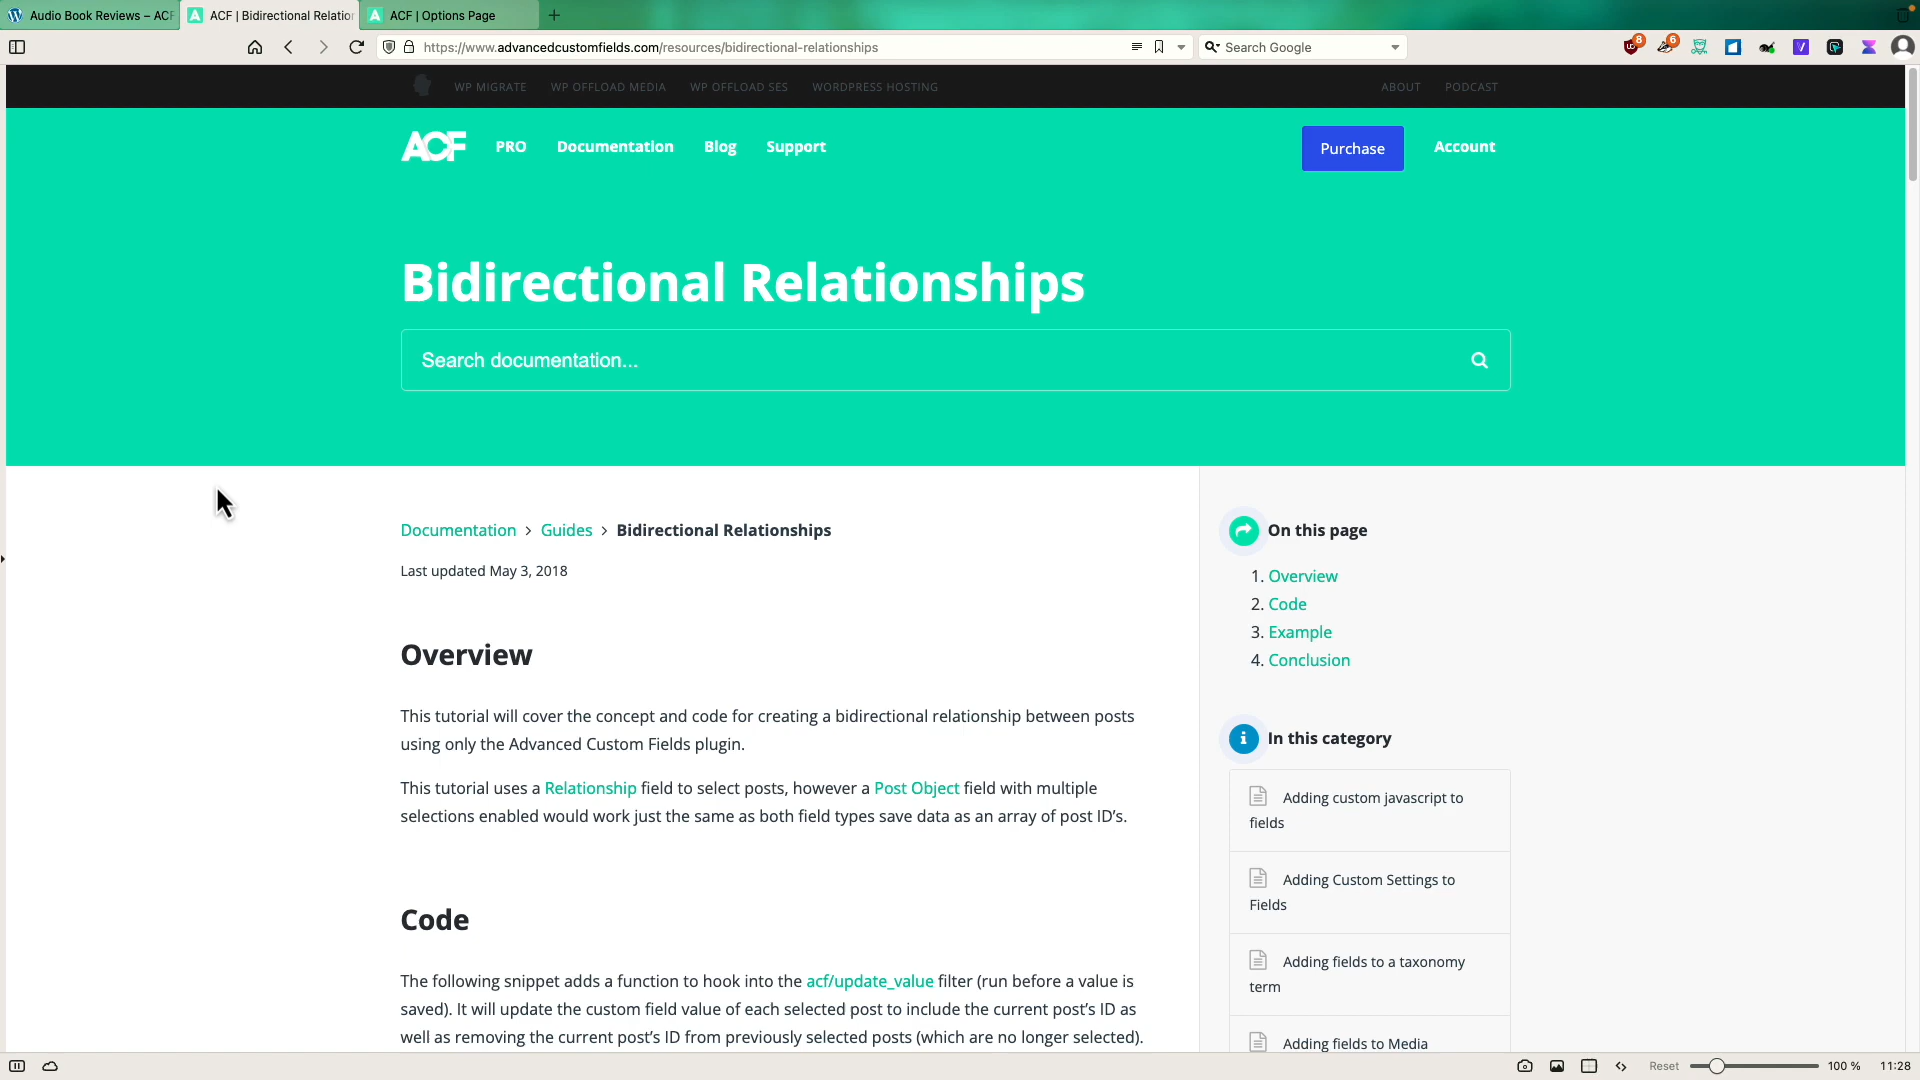 Audio Book Reviews – ACF
ACF | Bidirectional Relation
ACF | Options Page
https://www.advancedcustomfields.com/resources/bidirectional-relationships
Search Google
8
6
WP MIGRATE
WP OFFLOAD MEDIA
WP OFFLOAD SES
WORDPRESS HOSTING
ABOUT
PODCAST
ACF
PRO
Documentation
Blog
Support
Purchase
Account
Bidirectional Relationships
Search documentation...
Documentation > Guides > Bidirectional Relationships
Last updated May 3, 2018
Overview
This tutorial will cover the concept and code for creating a bidirectional relationship between posts
using only the Advanced Custom Fields plugin.
This tutorial uses a Relationship field to select posts, however a Post Object field with multiple
selections enabled would work just the same as both field types save data as an array of post ID’s.
Code
The following snippet adds a function to hook into the acf/update_value filter (run before a value is
saved). It will update the custom field value of each selected post to include the current post’s ID as
well as removing the current post’s ID from previously selected posts (which are no longer selected).
On this page
1. Overview
2. Code
3. Example
4. Conclusion
In this category
Adding custom javascript to
fields
Adding Custom Settings to
Fields
Adding fields to a taxonomy
term
Adding fields to Media
Reset
100 %
11:28